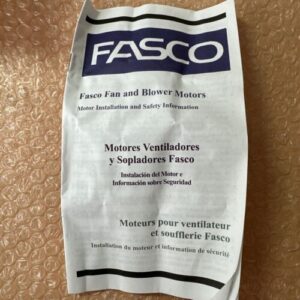 FASCO
Fasco Fan and Blower Motors
Motor Installation and Safety Information
Motores Ventiladores
y Sopladores Fasco
Instalación del Motor e
Información sobre Seguridad
Moteurs pour ventilateur
et soufflerie Fasco
Installation du moteur et information de sécurité